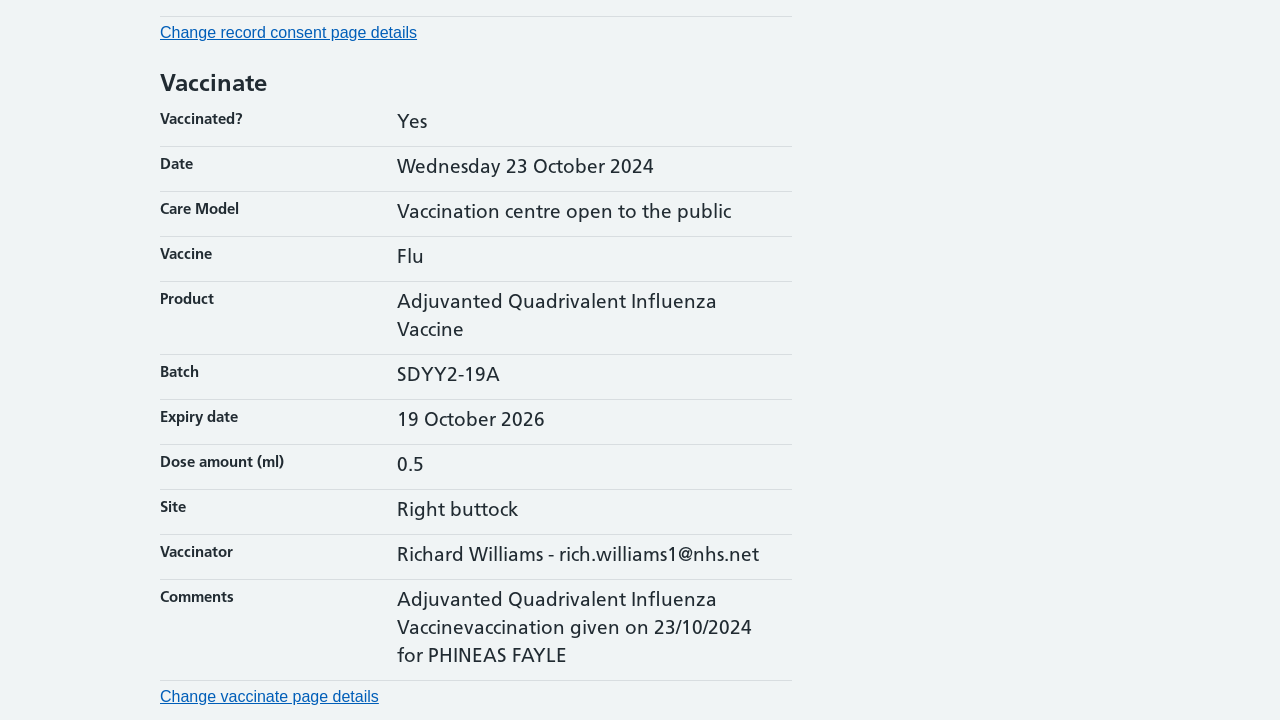 Change record consent page details
Vaccinate
Vaccinated?
Yes
Date
Wednesday 23 October 2024
Care Model
Vaccination centre open to the public
Vaccine
Flu
Product
Adjuvanted Quadrivalent Influenza
Vaccine
Batch
SDYY2-19A
Expiry date
19 October 2026
Dose amount (ml)
0.5
Site
Right buttock
Vaccinator
Richard Williams - rich.williams1@nhs.net
Comments
Adjuvanted Quadrivalent Influenza
Vaccinevaccination given on 23/10/2024
for PHINEAS FAYLE
Change vaccinate page details